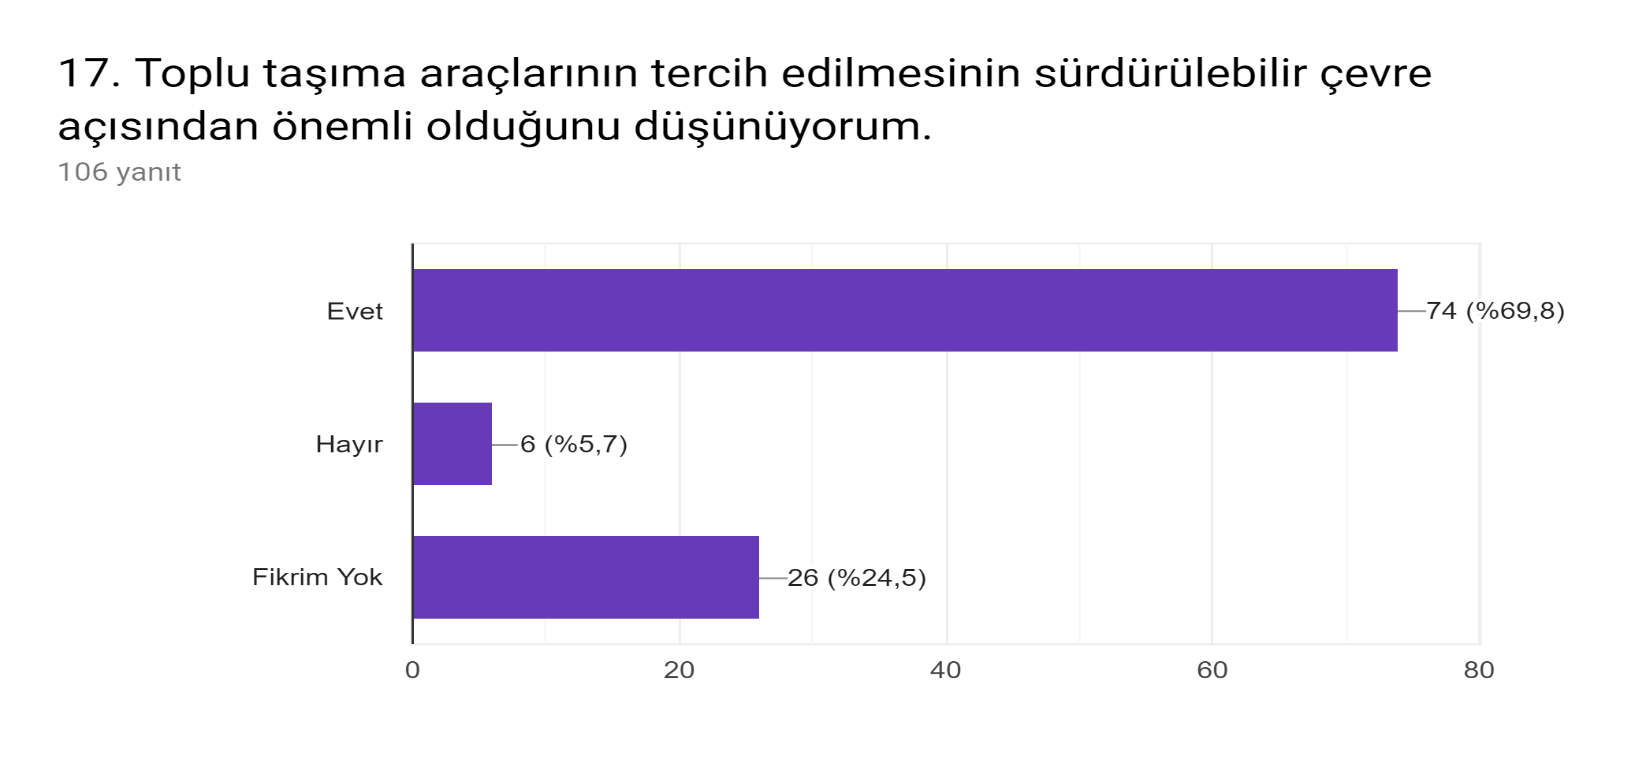 17. Toplu taşıma araçlarının tercih edilmesinin sürdürülebilir çevre
açısından önemli olduğunu düşünüyorum.
106 yanıt
Evet
74 (%69,8)
Hayır
6 (%5,7)
Fikrim Yok
26 (%24,5)
0 20 40 60 80